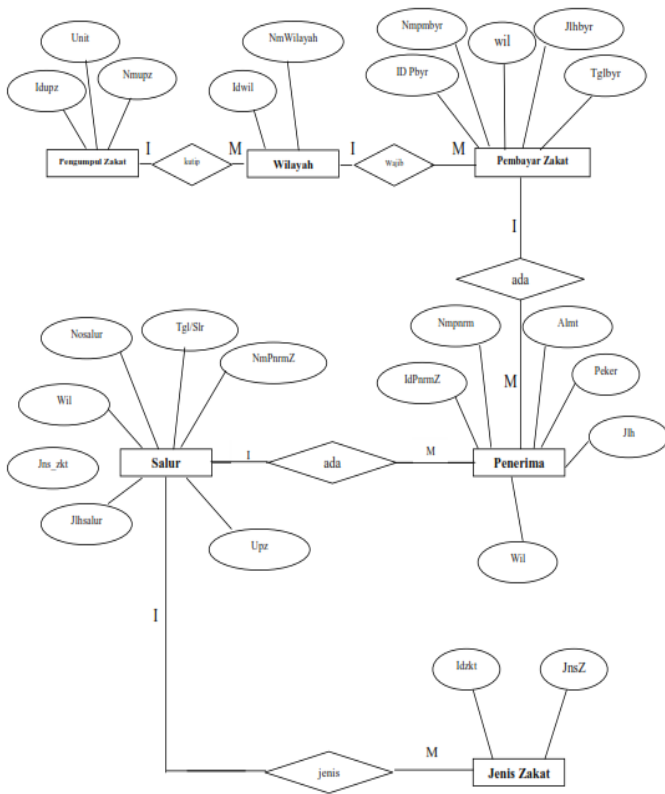 Unit
Idupz
Nmupz
NmWilayah
Idwil
Nmpmbyr
wil
Jlhbyr
ID Pbyr
Tglbyr
Pengumpul Zakat
I
kutip
M
Wilayah
I
Wajib
M
Pembayar Zakat
I
ada
M
Nosalur
Tgl/Slr
NmPnrmZ
Wil
Jns_zkt
Jlhsalur
Upz
Salur
I
ada
M
Penerima
Nmpnrm
Almt
IdPnrmZ
Peker
Jlh
Wil
I
jenis
M
Idzkt
JnsZ
Jenis Zakat